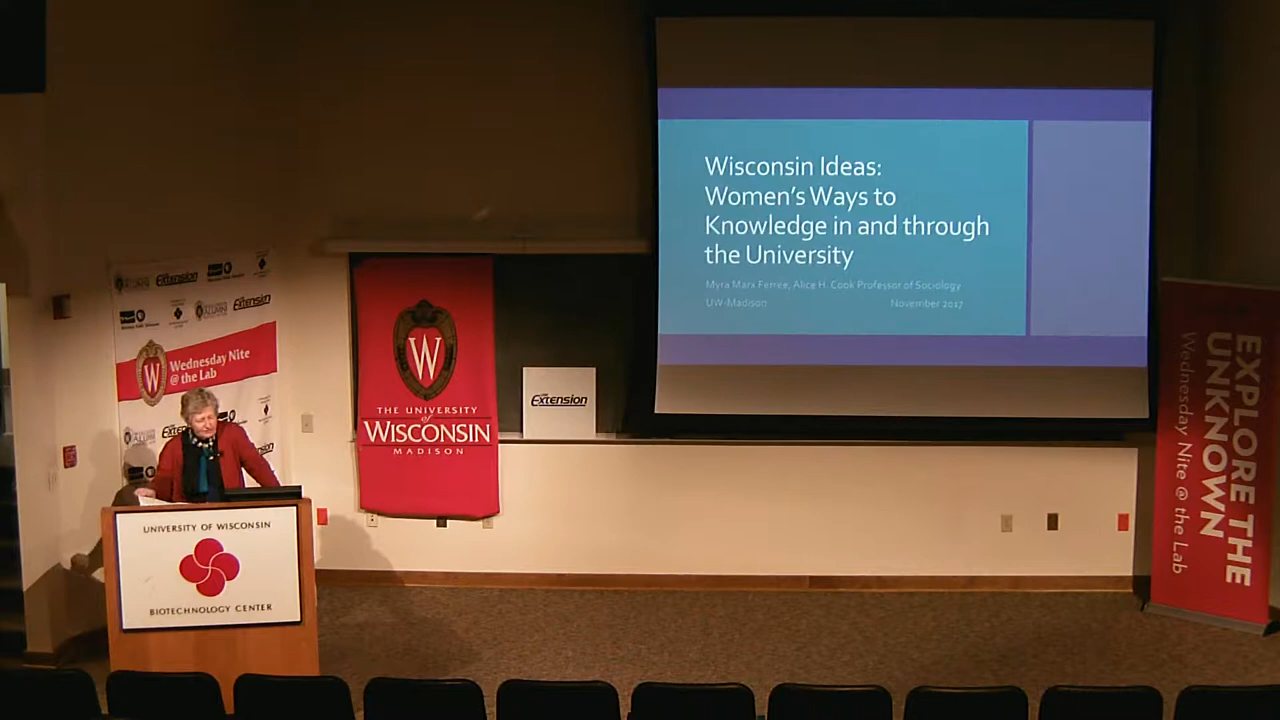 Wisconsin Ideas:
Women's Ways to
Knowledge in and through
the University
Myra Marx Ferree, Alice H. Cook Professor of Sociology
UW-Madison November 2017
Extension
Extension
Wednesday Nite
@ the Lab
W
THE UNIVERSITY
of
WISCONSIN
MADISON
Extension
UNIVERSITY OF WISCONSIN
BIOTECHNOLOGY CENTER
EXPLORE THE
UNKNOWN
Wednesday Nite @ the Lab